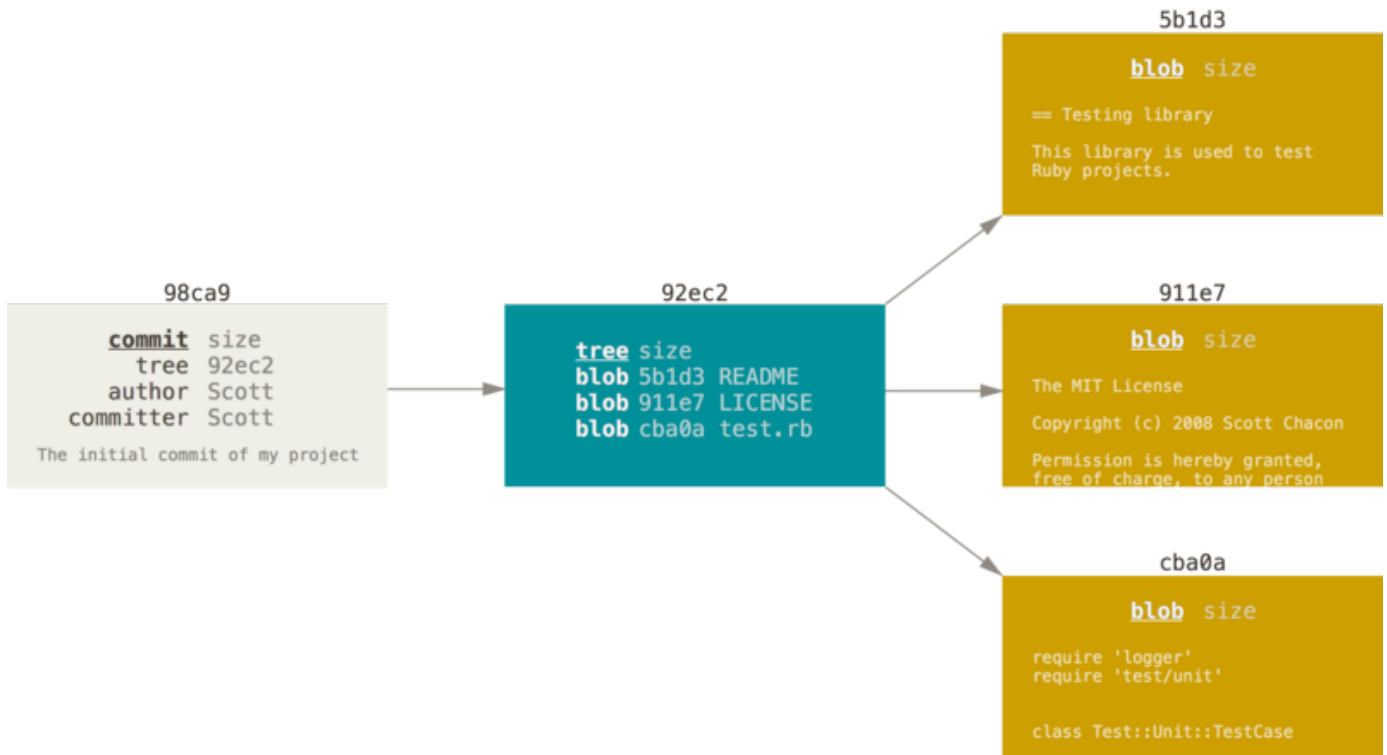 98ca9
commit size
tree 92ec2
author Scott
committer Scott
The initial commit of my project
92ec2
tree size
blob 5b1d3 README
blob 911e7 LICENSE
blob cba0a test.rb
5b1d3
blob size
== Testing library
This library is used to test
Ruby projects.
911e7
blob size
The MIT License
Copyright (c) 2008 Scott Chacon
Permission is hereby granted,
free of charge, to any person
cba0a
blob size
require 'logger'
require 'test/unit'
class Test::Unit::TestCase